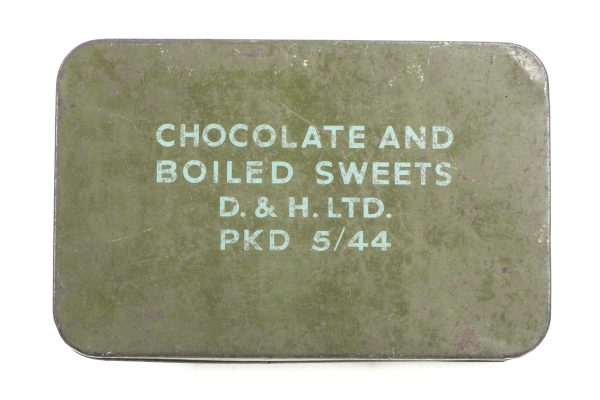 CHOCOLATE AND
BOILED SWEETS
D. & H. LTD.
PKD 5/44